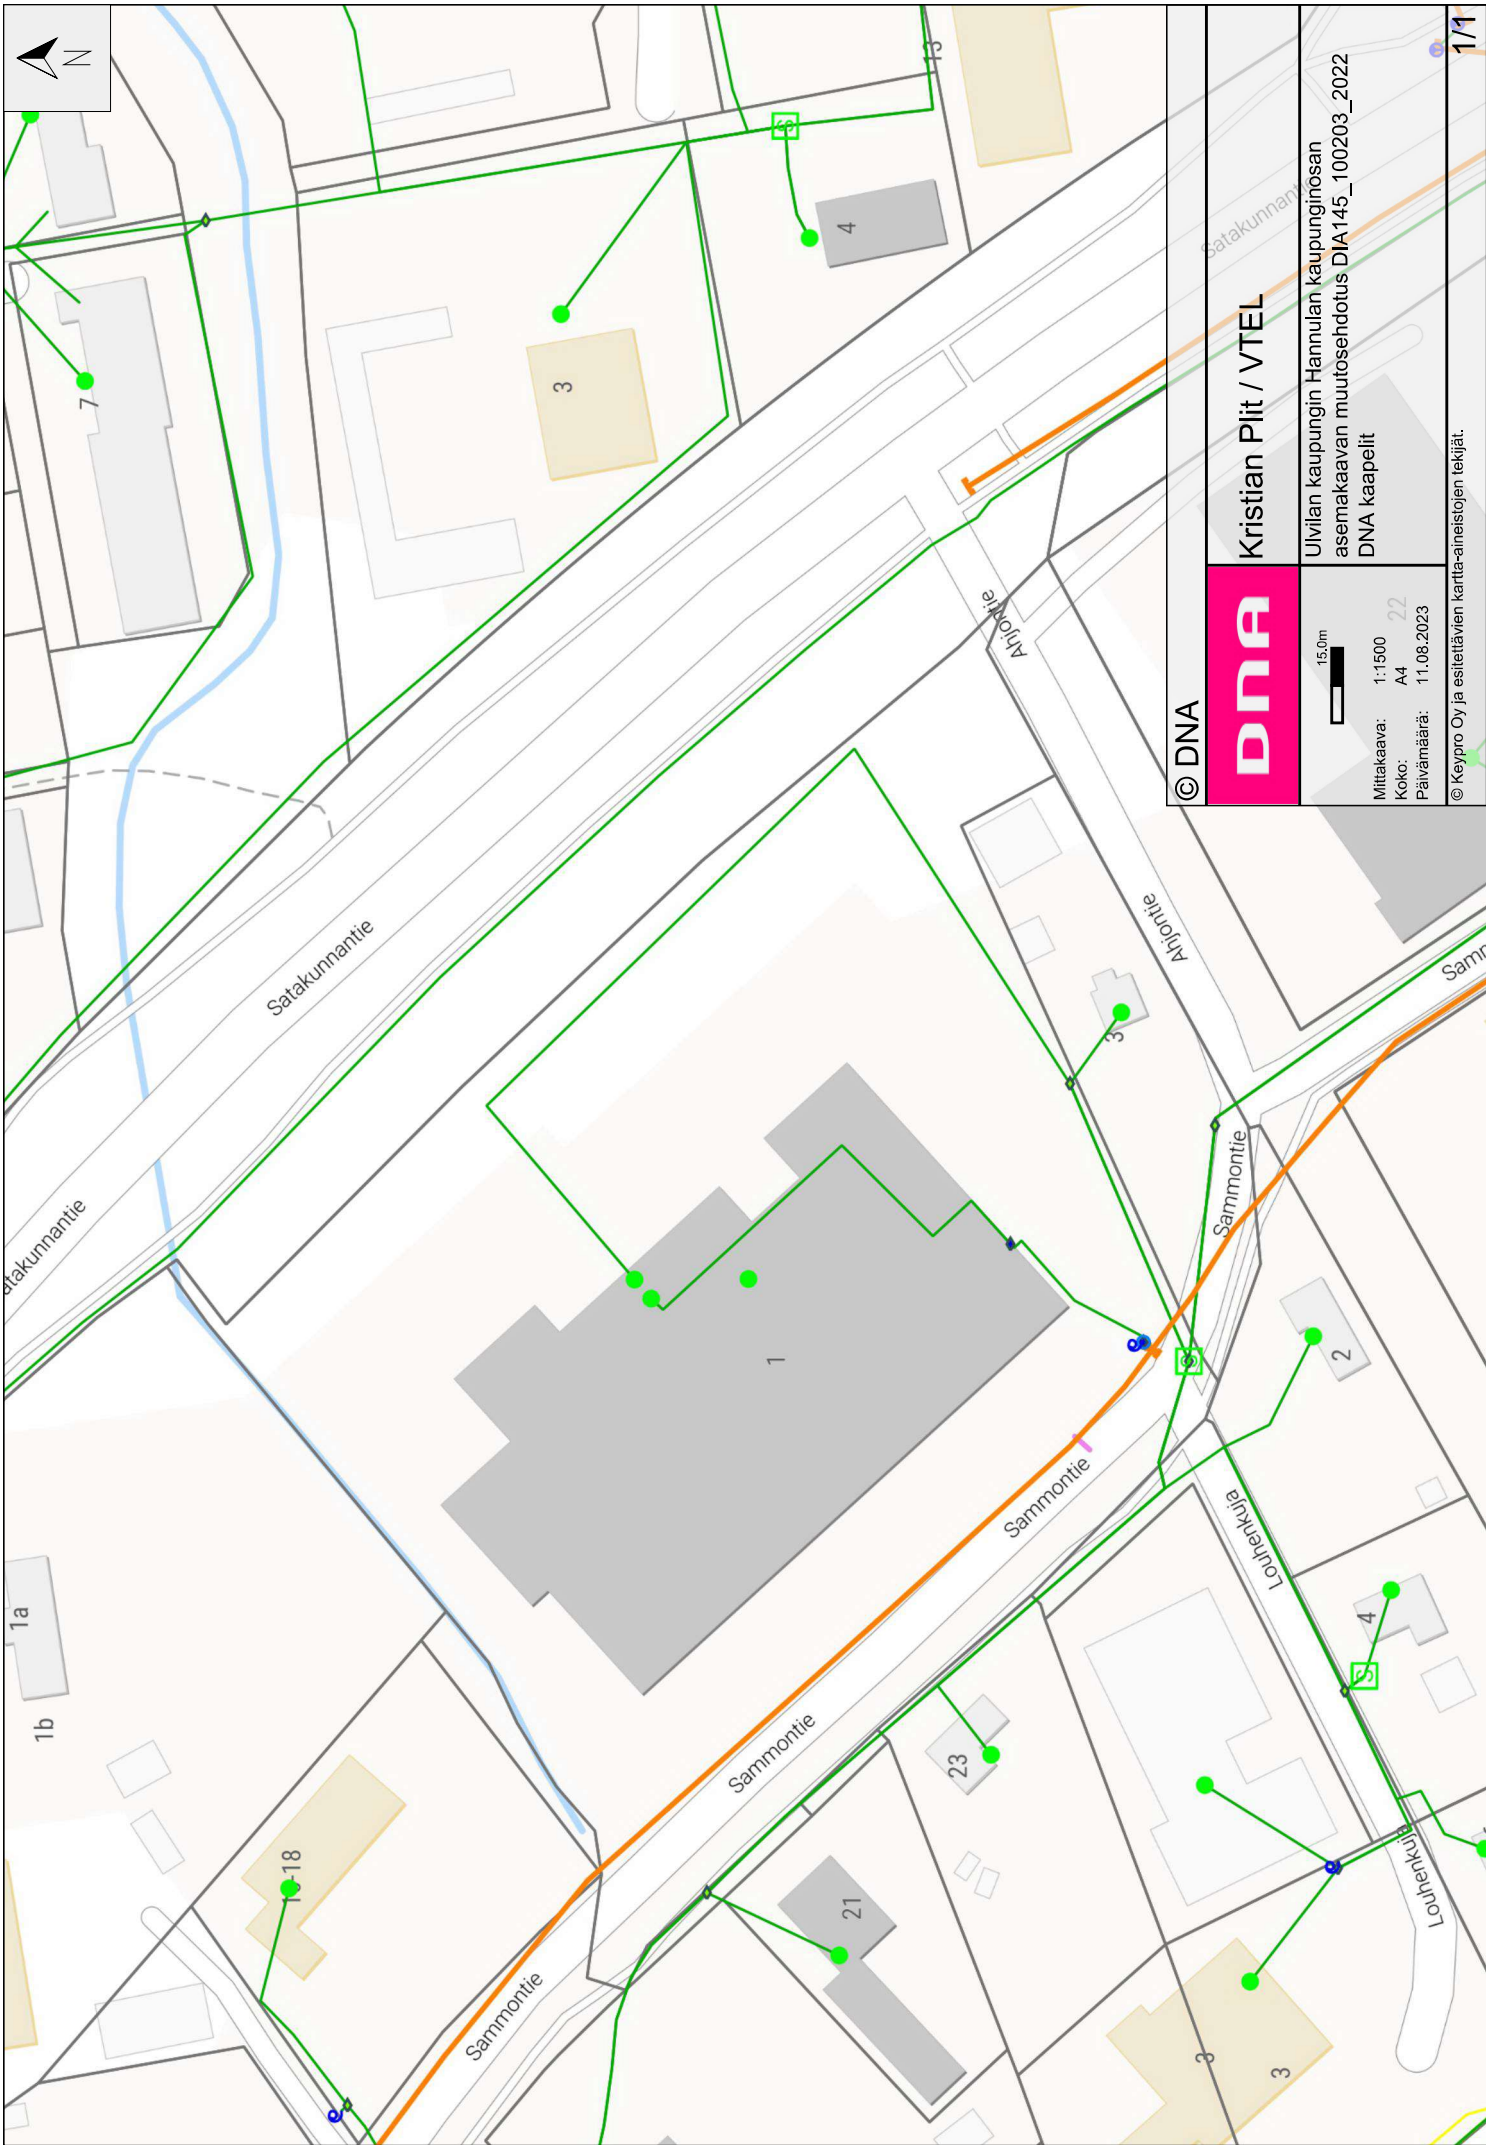 N
© DNA
DNA
Kristian Plit / VTEL
Ulvilan kaupungin Hannulan kaupunginosan
asemakaavan mutosehdotus DIA145_100203_2022
DNA kaapelit
15.0m
Mittakaava: 1:1500
Koko: A4
Päivämäärä: 11.08.2023
22
© Keypro Oy ja esitettävien kartta-aineistojen tekijät.
1/1
Satakunnantie
Satakunnantie
Satakunnantie
Ahjontie
Ahjontie
Sammontie
Sammontie
Sammontie
Sammontie
Louhenkuja
Louhenkuja
13
4
3
7
3
1
2
4
1a
1b
23
21
3
3
S
S